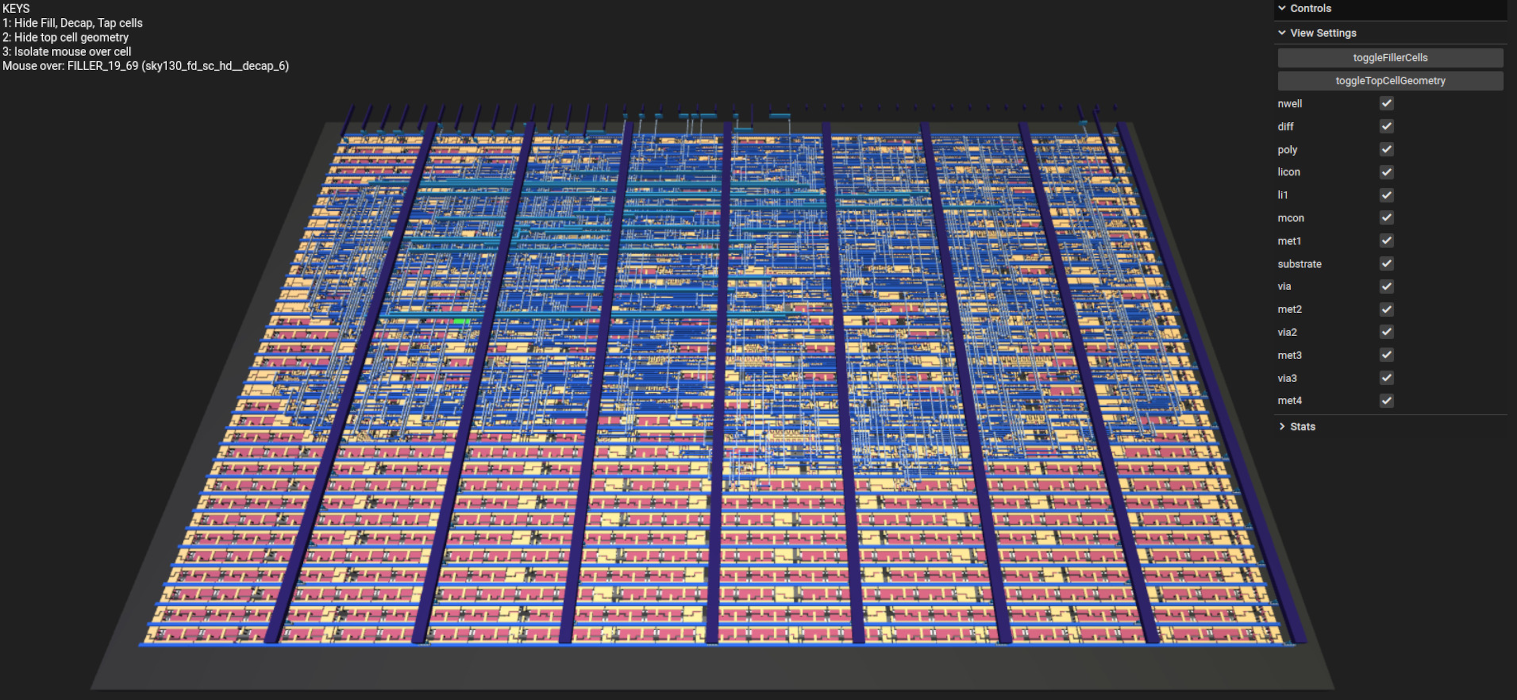 KEYS
1: Hide Fill, Decap, Tap cells
2: Hide top cell geometry
3: Isolate mouse over cell
Mouse over: FILLER_19_69 (sky130_fd_sc_hd__decap_6)
Controls
View Settings
toggleFillerCells
toggleTopCellGeometry
nwell
diff
poly
licon
li1
mcon
met1
substrate
via
met2
via2
met3
via3
met4
Stats